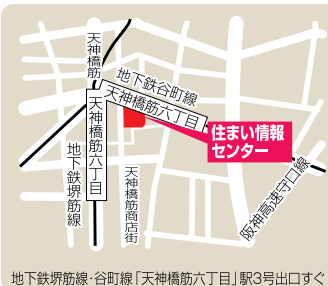 天神橋筋
地下鉄谷町線
天神橋筋六丁目
天神橋筋六丁目
住まい情報
センター
地下鉄堺筋線
天神橋筋商店街
阪神高速守口線
地下鉄堺筋線・谷町線「天神橋筋六丁目」駅3号出口すぐ